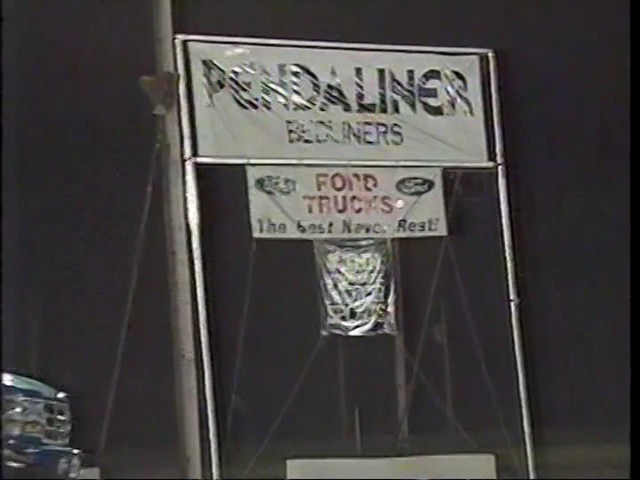 PENDALINER
BEDLINERS
FORD
TRUCKS
The best Never Rest!